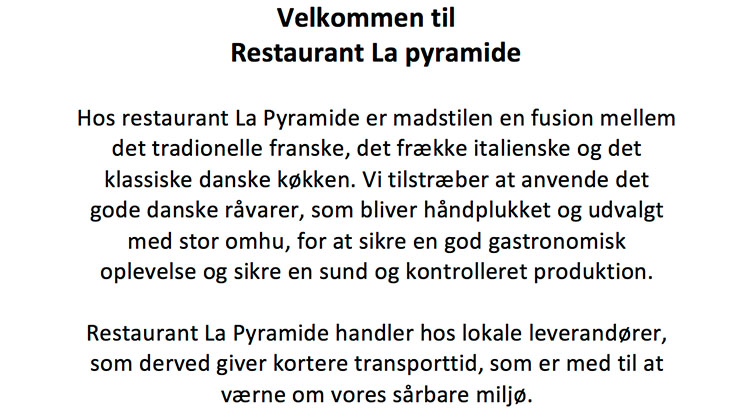 Velkommen til
Restaurant La pyramide
Hos restaurant La Pyramide er madstilen en fusion mellem
det tradionelle franske, det frække italienske og det
klassiske danske køkken. Vi tilstræber at anvende det
gode danske råvarer, som bliver håndplukket og udvalgt
med stor omhu, for at sikre en god gastronomisk
oplevelse og sikre en sund og kontrolleret produktion.
Restaurant La Pyramide handler hos lokale leverandører,
som derved giver kortere transporttid, som er med til at
værne om vores sårbare miljø.